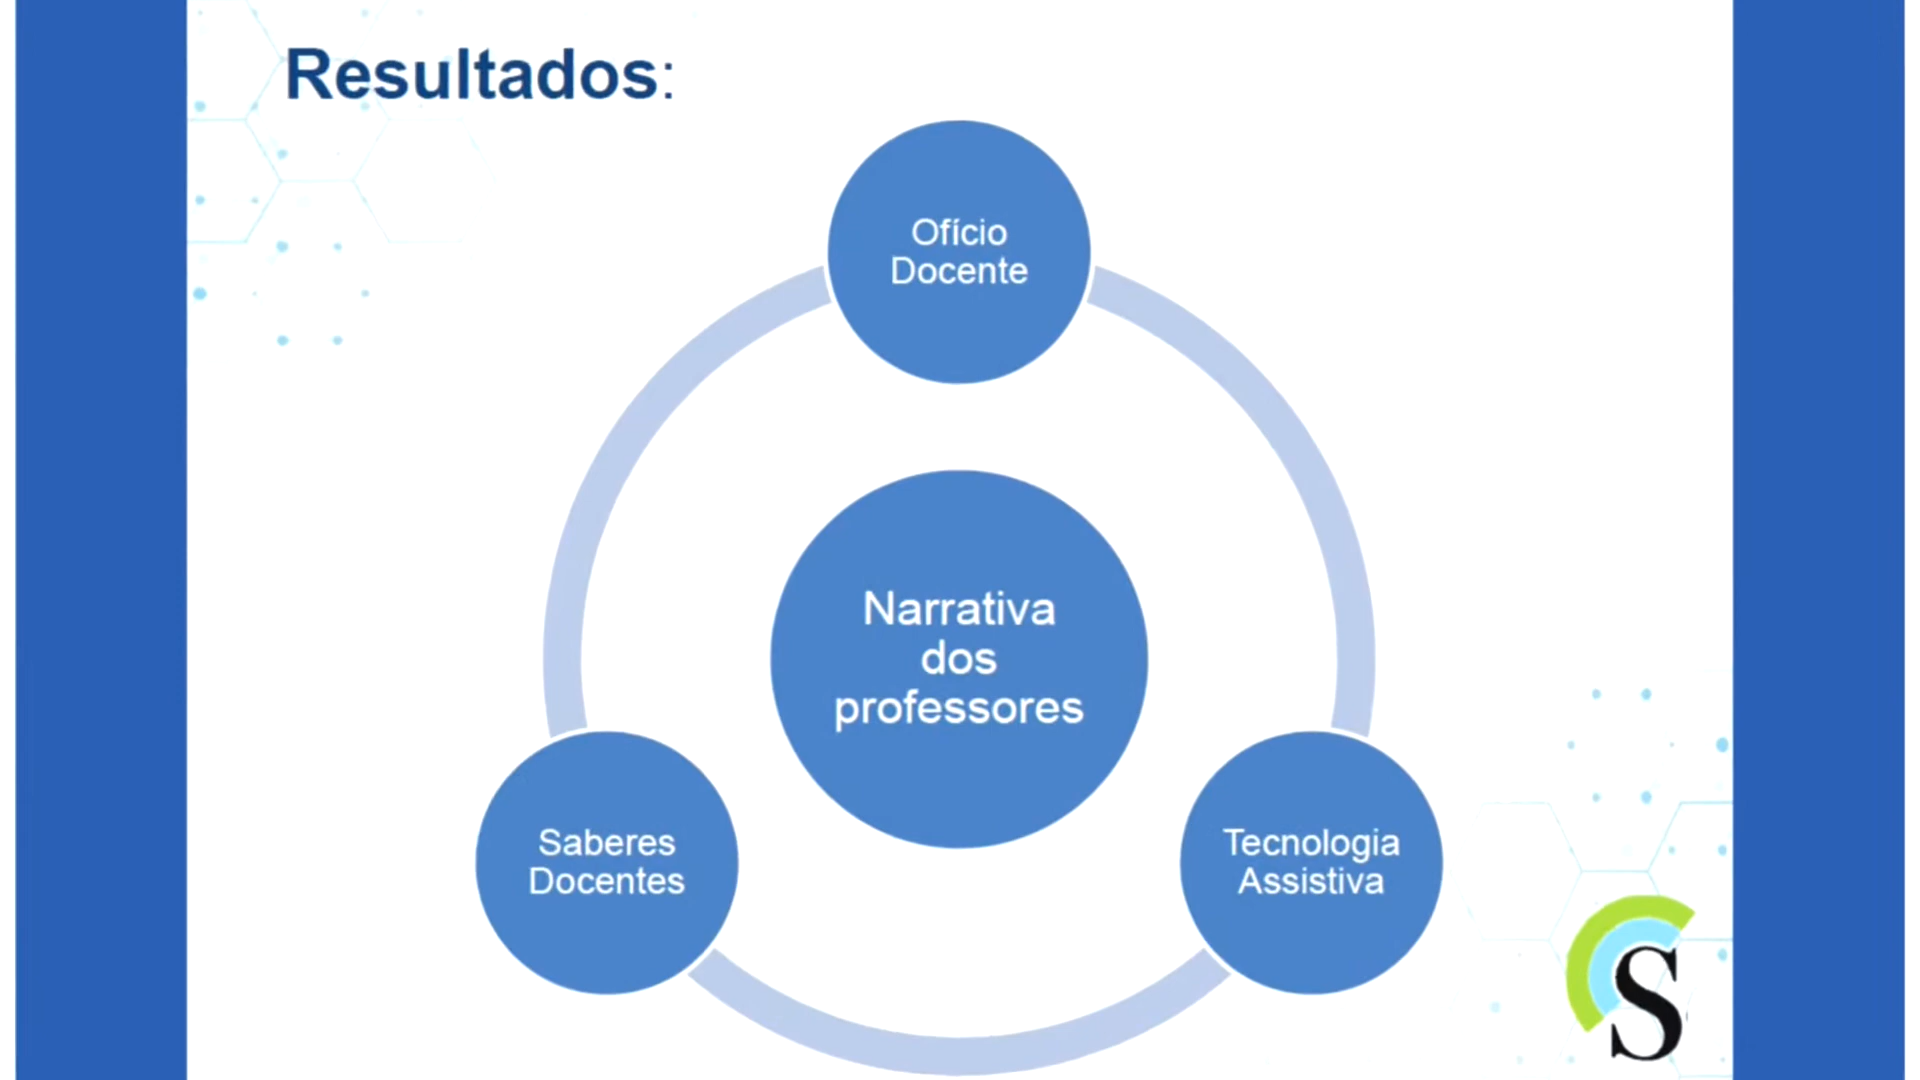 Resultados:
Ofício
Docente
Narrativa
dos
professores
Saberes
Docentes
Tecnologia
Assistiva
S